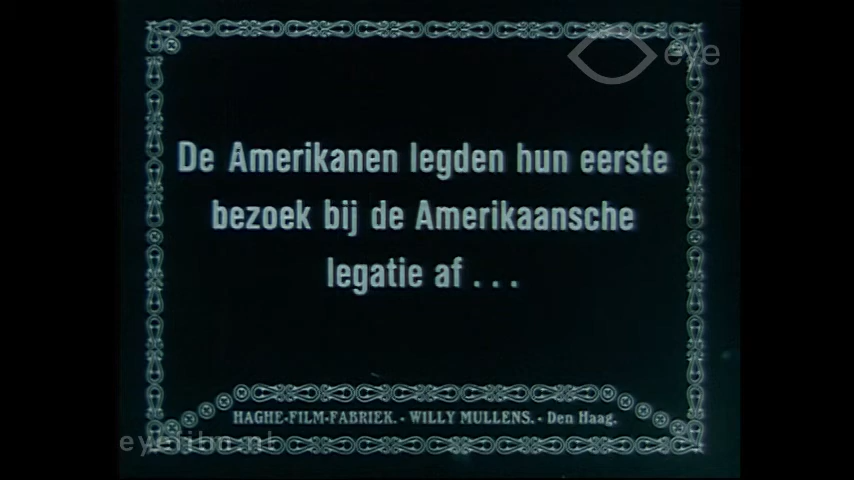 eye
De Amerikanen legden hun eerste
bezoek bij de Amerikaansche
legatie af . . .
HAGHE-FILM-FABRIEK. - WILLY MULLENS. - Den Haag.
eyefilm.nl